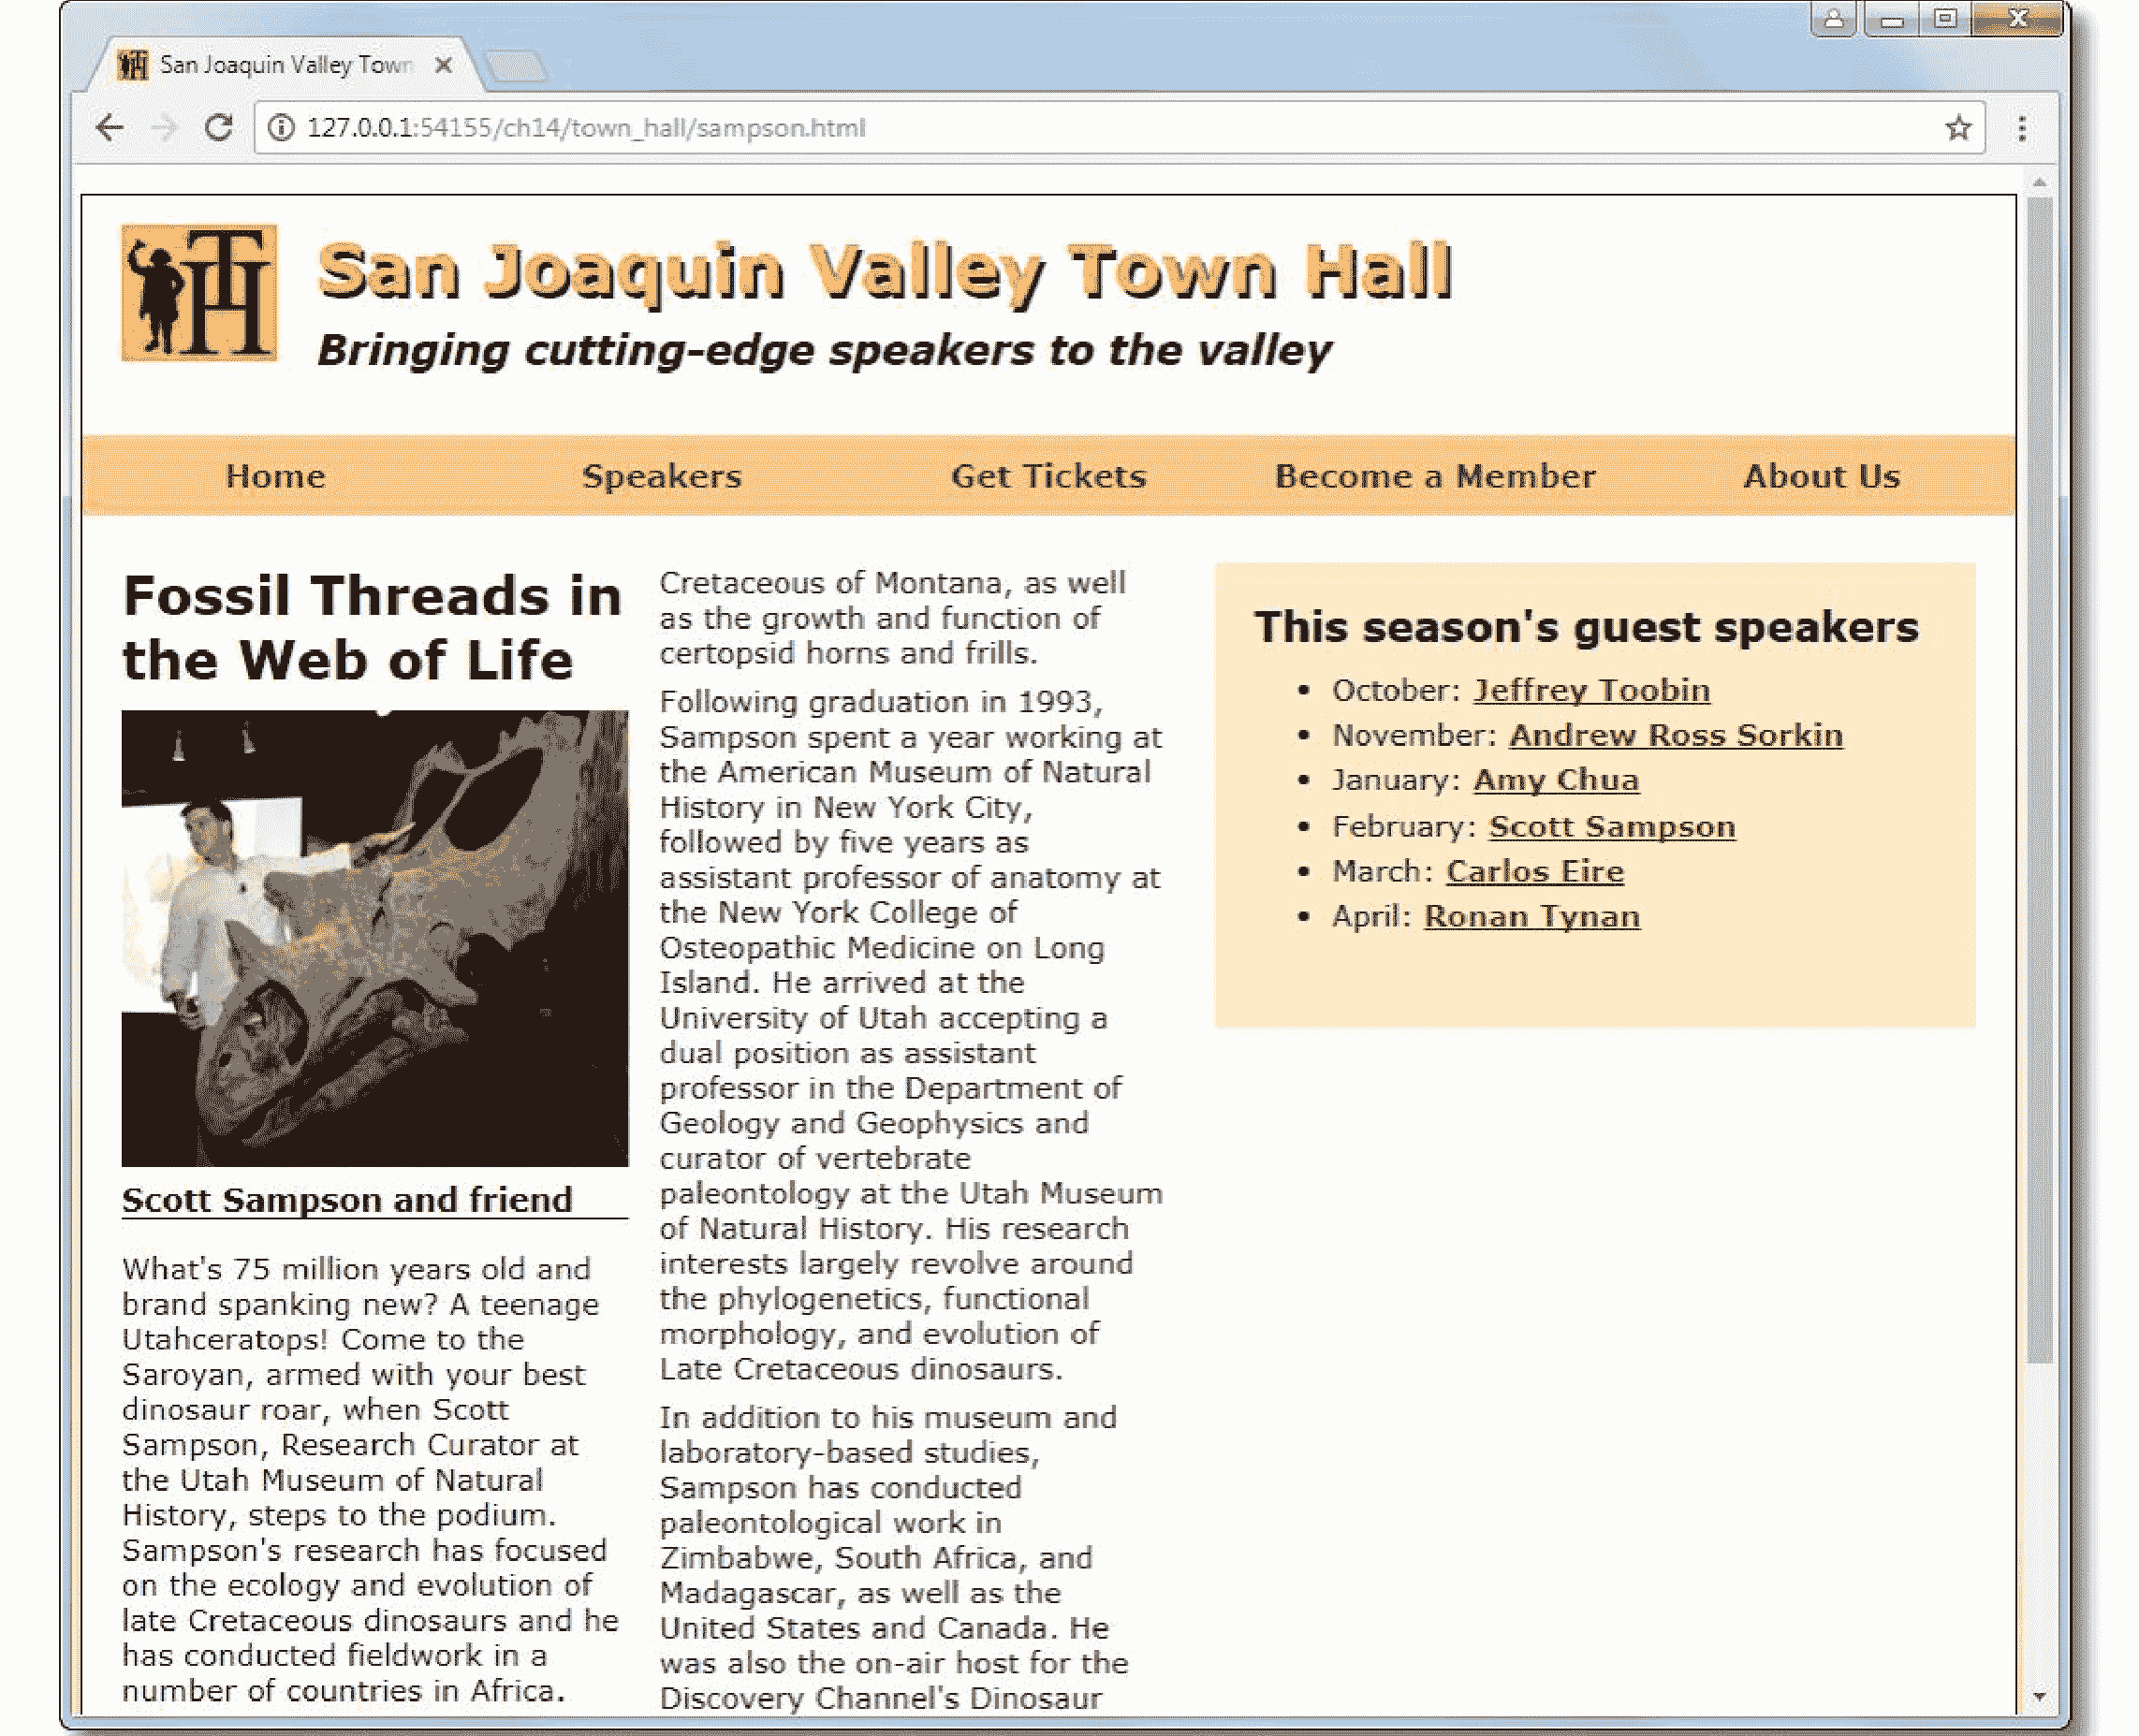 San Joaquin Valley Town
127.0.0.1:54155/ch14/town_hall/sampson.html
TH
San Joaquin Valley Town Hall
Bringing cutting-edge speakers to the valley
Home Speakers Get Tickets Become a Member About Us
Fossil Threads in
the Web of Life
Scott Sampson and friend
What's 75 million years old and
brand spanking new? A teenage
Utahceratops! Come to the
Saroyan, armed with your best
dinosaur roar, when Scott
Sampson, Research Curator at
the Utah Museum of Natural
History, steps to the podium.
Sampson's research has focused
on the ecology and evolution of
late Cretaceous dinosaurs and he
has conducted fieldwork in a
number of countries in Africa.
Cretaceous of Montana, as well
as the growth and function of
certopsid horns and frills.
Following graduation in 1993,
Sampson spent a year working at
the American Museum of Natural
History in New York City,
followed by five years as
assistant professor of anatomy at
the New York College of
Osteopathic Medicine on Long
Island. He arrived at the
University of Utah accepting a
dual position as assistant
professor in the Department of
Geology and Geophysics and
curator of vertebrate
paleontology at the Utah Museum
of Natural History. His research
interests largely revolve around
the phylogenetics, functional
morphology, and evolution of
Late Cretaceous dinosaurs.
In addition to his museum and
laboratory-based studies,
Sampson has conducted
paleontological work in
Zimbabwe, South Africa, and
Madagascar, as well as the
United States and Canada. He
was also the on-air host for the
Discovery Channel's Dinosaur
This season's guest speakers
• October: Jeffrey Toobin
• November: Andrew Ross Sorkin
• January: Amy Chua
• February: Scott Sampson
• March: Carlos Eire
• April: Ronan Tynan